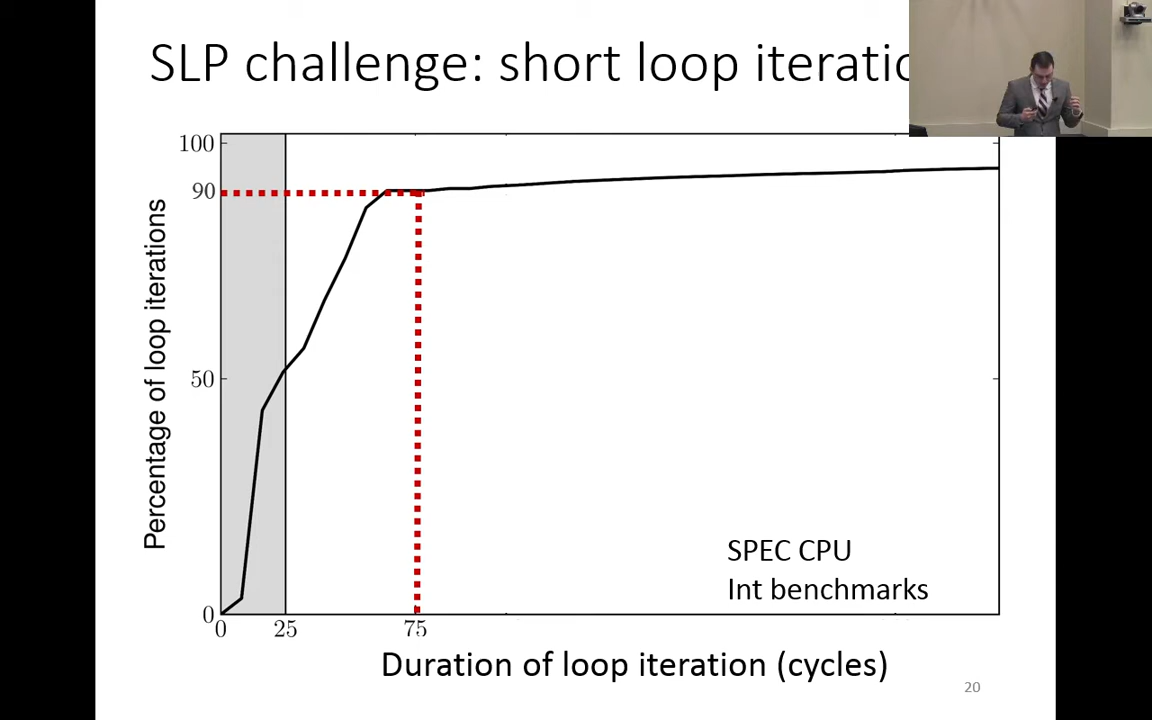 SLP challenge: short loop iteratio
100
90
50
0
Percentage of loop iterations
0 25 75
SPEC CPU
Int benchmarks
Duration of loop iteration (cycles)
20